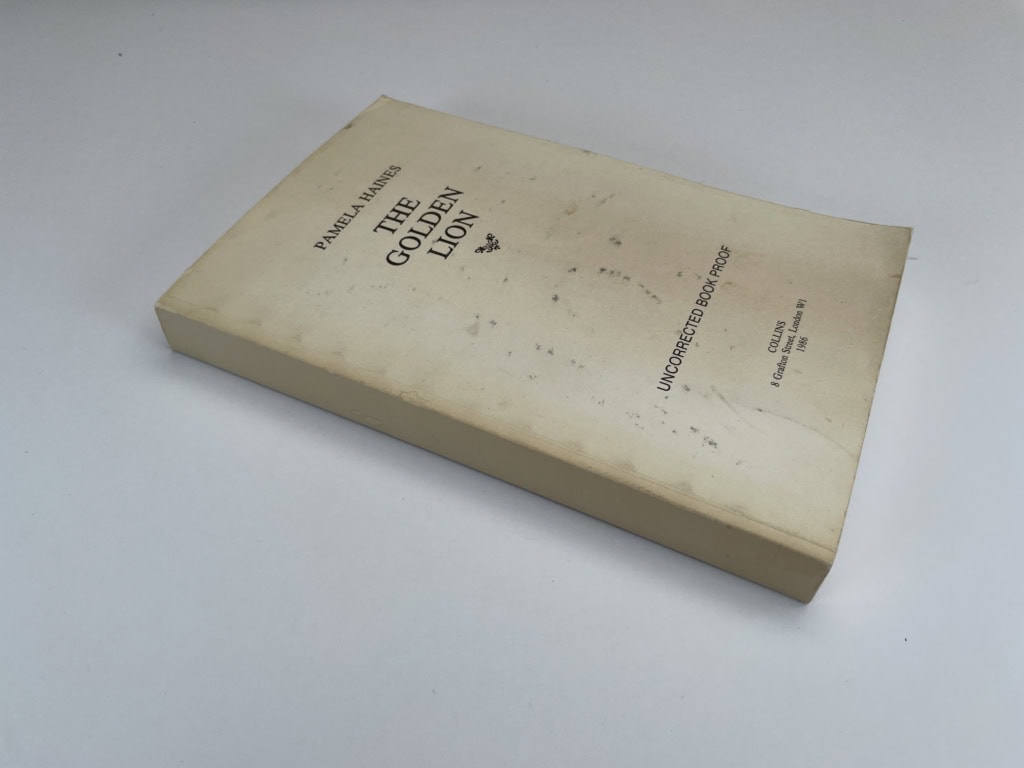 PAMELA HAINES
THE
GOLDEN
LION
UNCORRECTED BOOK PROOF
COLLINS
8 Grafton Street, London W1
1986